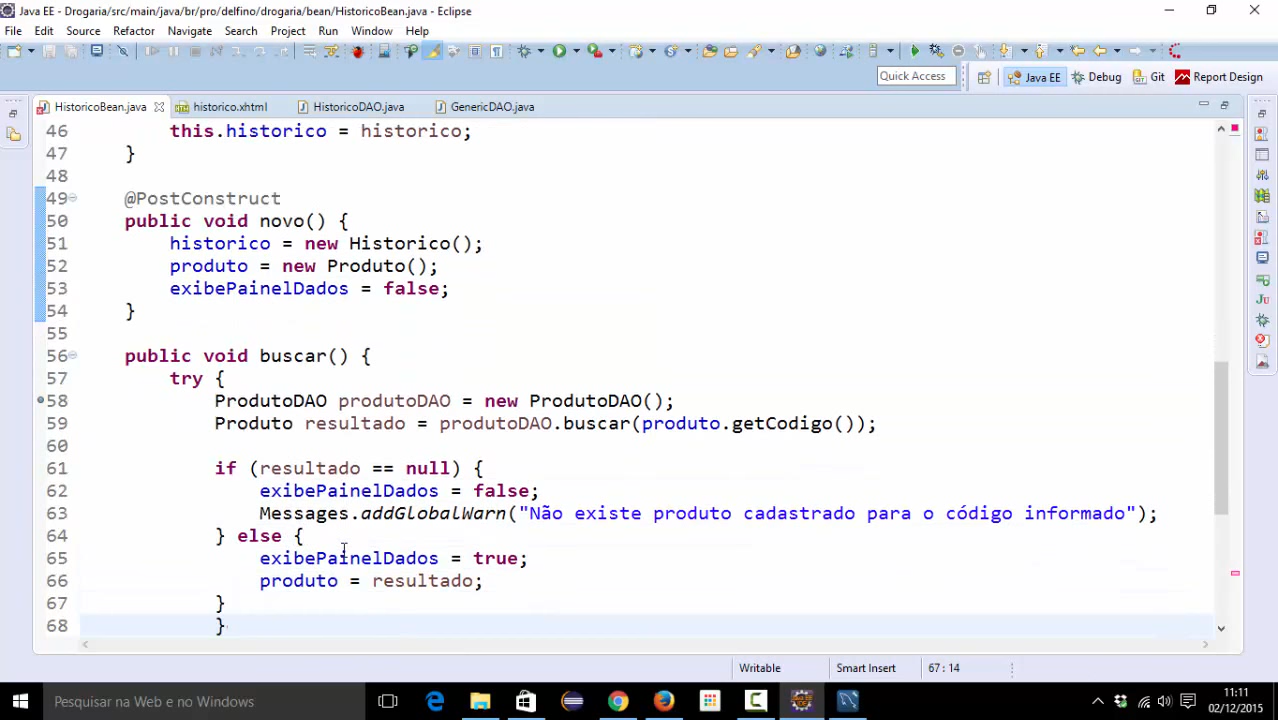 Java EE - Drogaria/src/main/java/br/pro/delfino/drogaria/bean/HistoricoBean.java - Eclipse
File Edit Source Refactor Navigate Search Project Run Window Help
Quick Access Java EE Debug Git Report Design
HistoricoBean.java historico.xhtml HistoricoDAO.java GenericDAO.java
46 this.historico = historico;
47 }
48
49 @PostConstruct
50 public void novo() {
51 historico = new Historico();
52 produto = new Produto();
53 exibePainelDados = false;
54 }
55
56 public void buscar() {
57 try {
58 ProdutoDAO produtoDAO = new ProdutoDAO();
59 Produto resultado = produtoDAO.buscar(produto.getCodigo());
60
61 if (resultado == null) {
62 exibePainelDados = false;
63 Messages.addGlobalWarn("Não existe produto cadastrado para o código informado");
64 } else {
65 exibePainelDados = true;
66 produto = resultado;
67 }
68 }
Writable Smart Insert 67 : 14
Pesquisar na Web e no Windows
11:11
02/12/2015